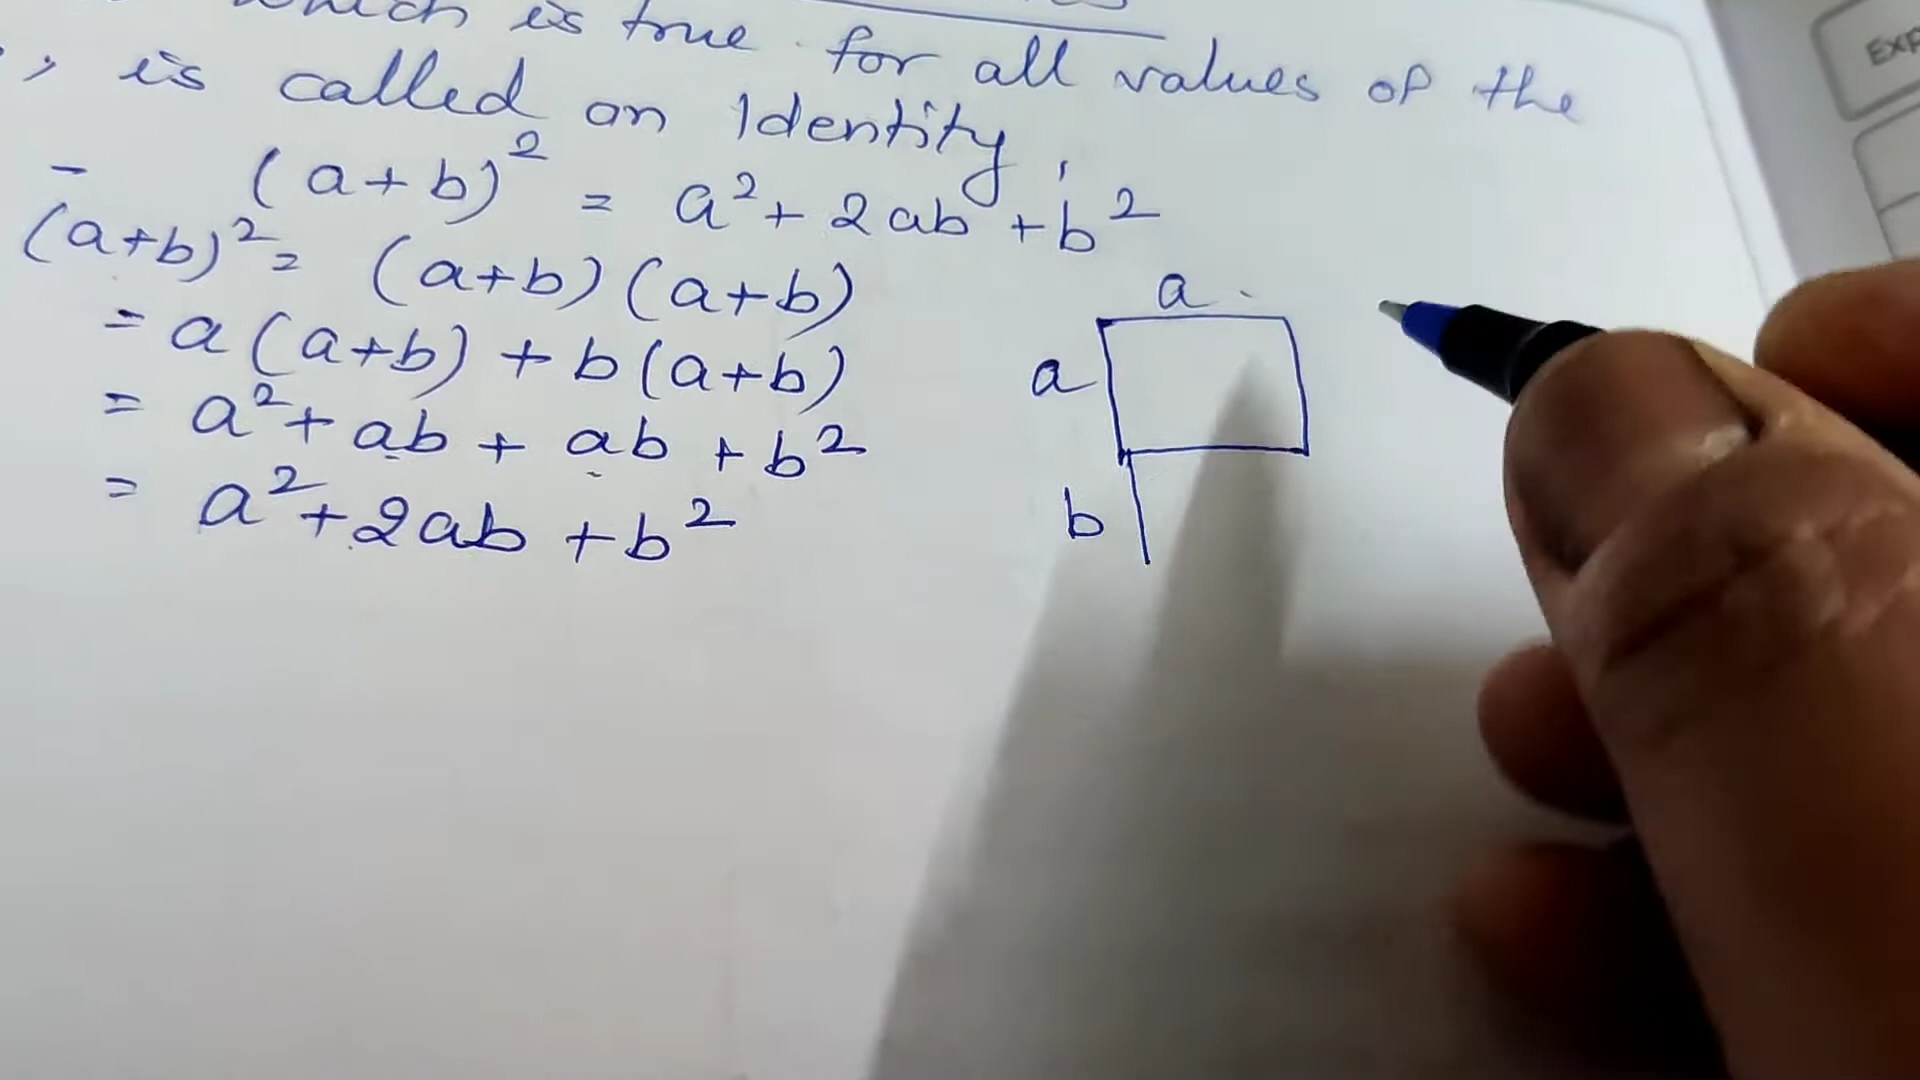 which is true for all values of the
, is called an Identity,
(a+b)² = a²+2ab+b²
(a+b)² = (a+b)(a+b)
= a(a+b) + b(a+b)
= a²+ab+ab+b²
= a²+2ab+b²
a
a
b